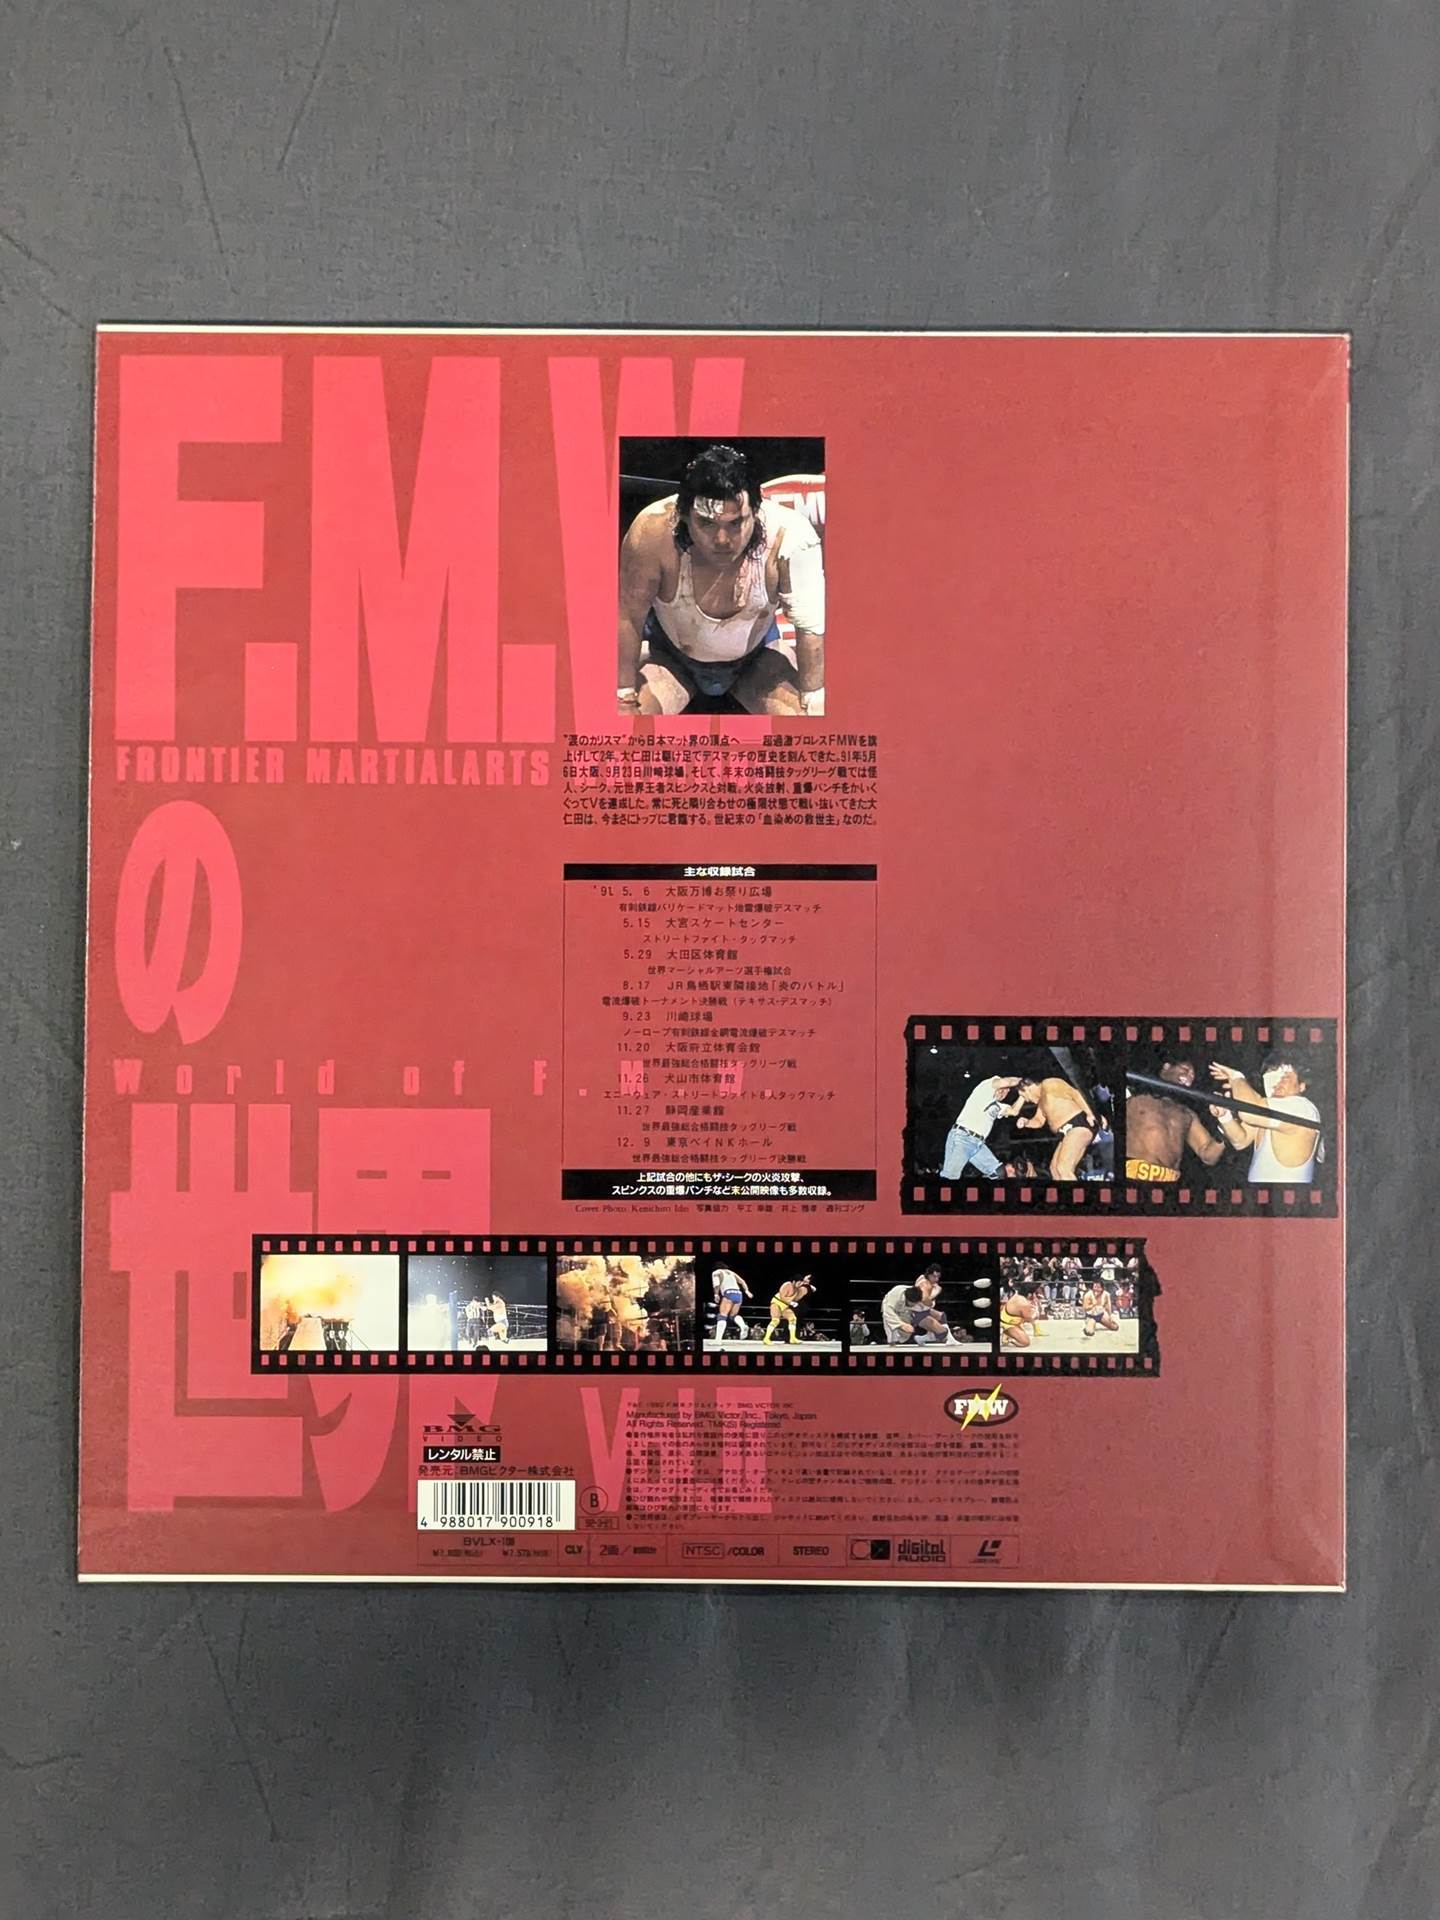 F.M.W
FRONTIER MARTIALARTS
の
World of F.M.W.
世界
VII
FMW
"涙のカリスマ"から日本マット界の頂点へ──超過激プロレスFMWを旗
上げして2年。大仁田は駆け足でデスマッチの歴史を刻んできた。91年5月
6日大阪、9月23日川崎球場。そして、年末の格闘技タッグリーグ戦では怪
人、シーク、元世界王者スピンクスと対戦。火炎放射、重爆パンチをかいく
ぐってVを達成した。常に死と隣り合わせの極限状態で戦い抜いてきた大
仁田は、今まさにトップに君臨する。世紀末の「血染めの救世主」なのだ。
主な収録試合
'91. 5. 6 大阪万博お祭り広場
有刺鉄線バリケードマット地雷爆破デスマッチ
5.15 大宮スケートセンター
ストリートファイト・タッグマッチ
5.29 大田区体育館
世界マーシャルアーツ選手権試合
8.17 JR鳥栖駅東隣接地「炎のバトル」
電流爆破トーナメント決勝戦(テキサス・デスマッチ)
9.23 川崎球場
ノーロープ有刺鉄線金網電流爆破デスマッチ
11.20 大阪府立体育会館
世界最強総合格闘技タッグリーグ戦
11.26 犬山市体育館
エニーウェア・ストリートファイト8人タッグマッチ
11.27 静岡産業館
世界最強総合格闘技タッグリーグ戦
12. 9 東京ベイNKホール
世界最強総合格闘技タッグリーグ決勝戦
上記試合の他にもザ・シークの火炎攻撃、
スピンクスの重爆パンチなど未公開映像も多数収録。
Cover Photo: Kenichiro Ido 写真協力:平工 幸雄 井上 雅孝 週刊ゴング
SPIN
BMG
VIDEO
レンタル禁止
発売元:BMGビクター株式会社
4 988017 900918
B
Manufactured by BMG Victor, Inc., Tokyo, Japan
All Rights Reserved. TMK(S) Registered
FMW
CLV
2面/
NTSC/COLOR
STEREO
digital
AUDIO